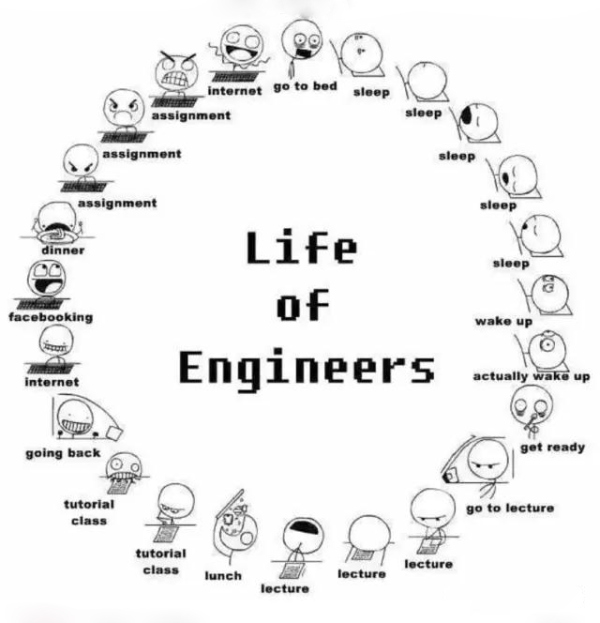 Life
of
Engineers
internet
go to bed
sleep
sleep
sleep
sleep
sleep
wake up
actually wake up
get ready
go to lecture
lecture
lecture
lecture
lunch
tutorial
class
tutorial
class
going back
internet
facebooking
dinner
assignment
assignment
assignment